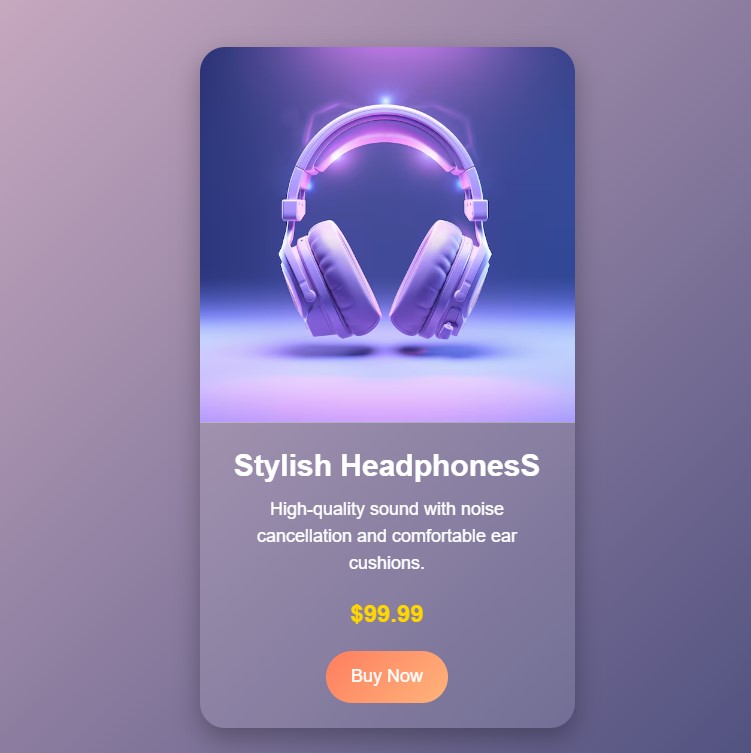 Stylish HeadphonesS
High-quality sound with noise
cancellation and comfortable ear
cushions.
$99.99
Buy Now